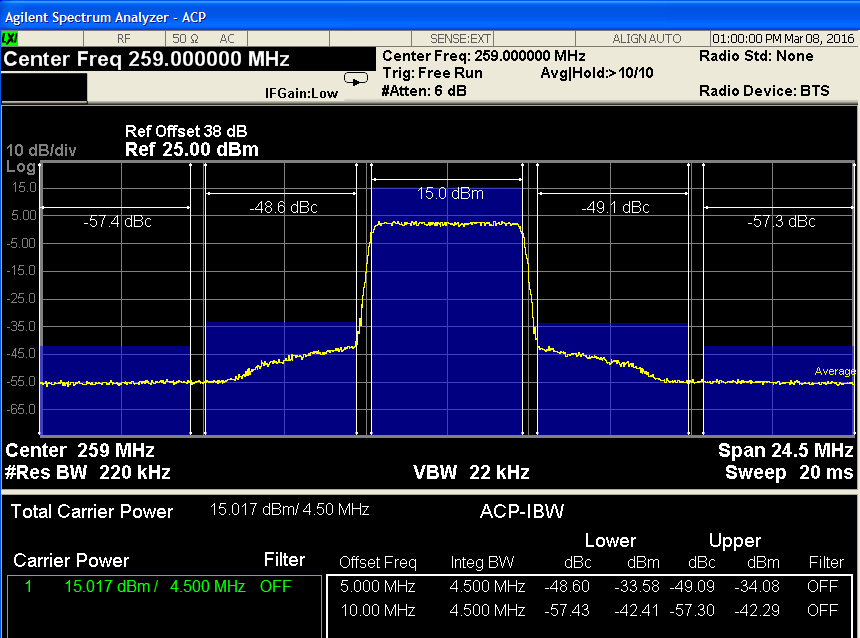 Agilent Spectrum Analyzer - ACP
LXI RF 50 Ω AC SENSE:EXT ALIGN AUTO 01:00:00 PM Mar 08, 2016
Center Freq 259.000000 MHz
Center Freq: 259.000000 MHz Radio Std: None
Trig: Free Run Avg|Hold:>10/10
IFGain:Low #Atten: 6 dB Radio Device: BTS
Ref Offset 38 dB
10 dB/div Ref 25.00 dBm
Log
15.0
5.00
-5.00
-15.0
-25.0
-35.0
-45.0
-55.0
-65.0
-57.4 dBc
-48.6 dBc
15.0 dBm
-49.1 dBc
-57.3 dBc
Average
Center 259 MHz Span 24.5 MHz
#Res BW 220 kHz VBW 22 kHz Sweep 20 ms
Total Carrier Power 15.017 dBm/ 4.50 MHz ACP-IBW
Lower Upper
Carrier Power Filter Offset Freq Integ BW dBc dBm dBc dBm Filter
1 15.017 dBm / 4.500 MHz OFF 5.000 MHz 4.500 MHz -48.60 -33.58 -49.09 -34.08 OFF
10.00 MHz 4.500 MHz -57.43 -42.41 -57.30 -42.29 OFF